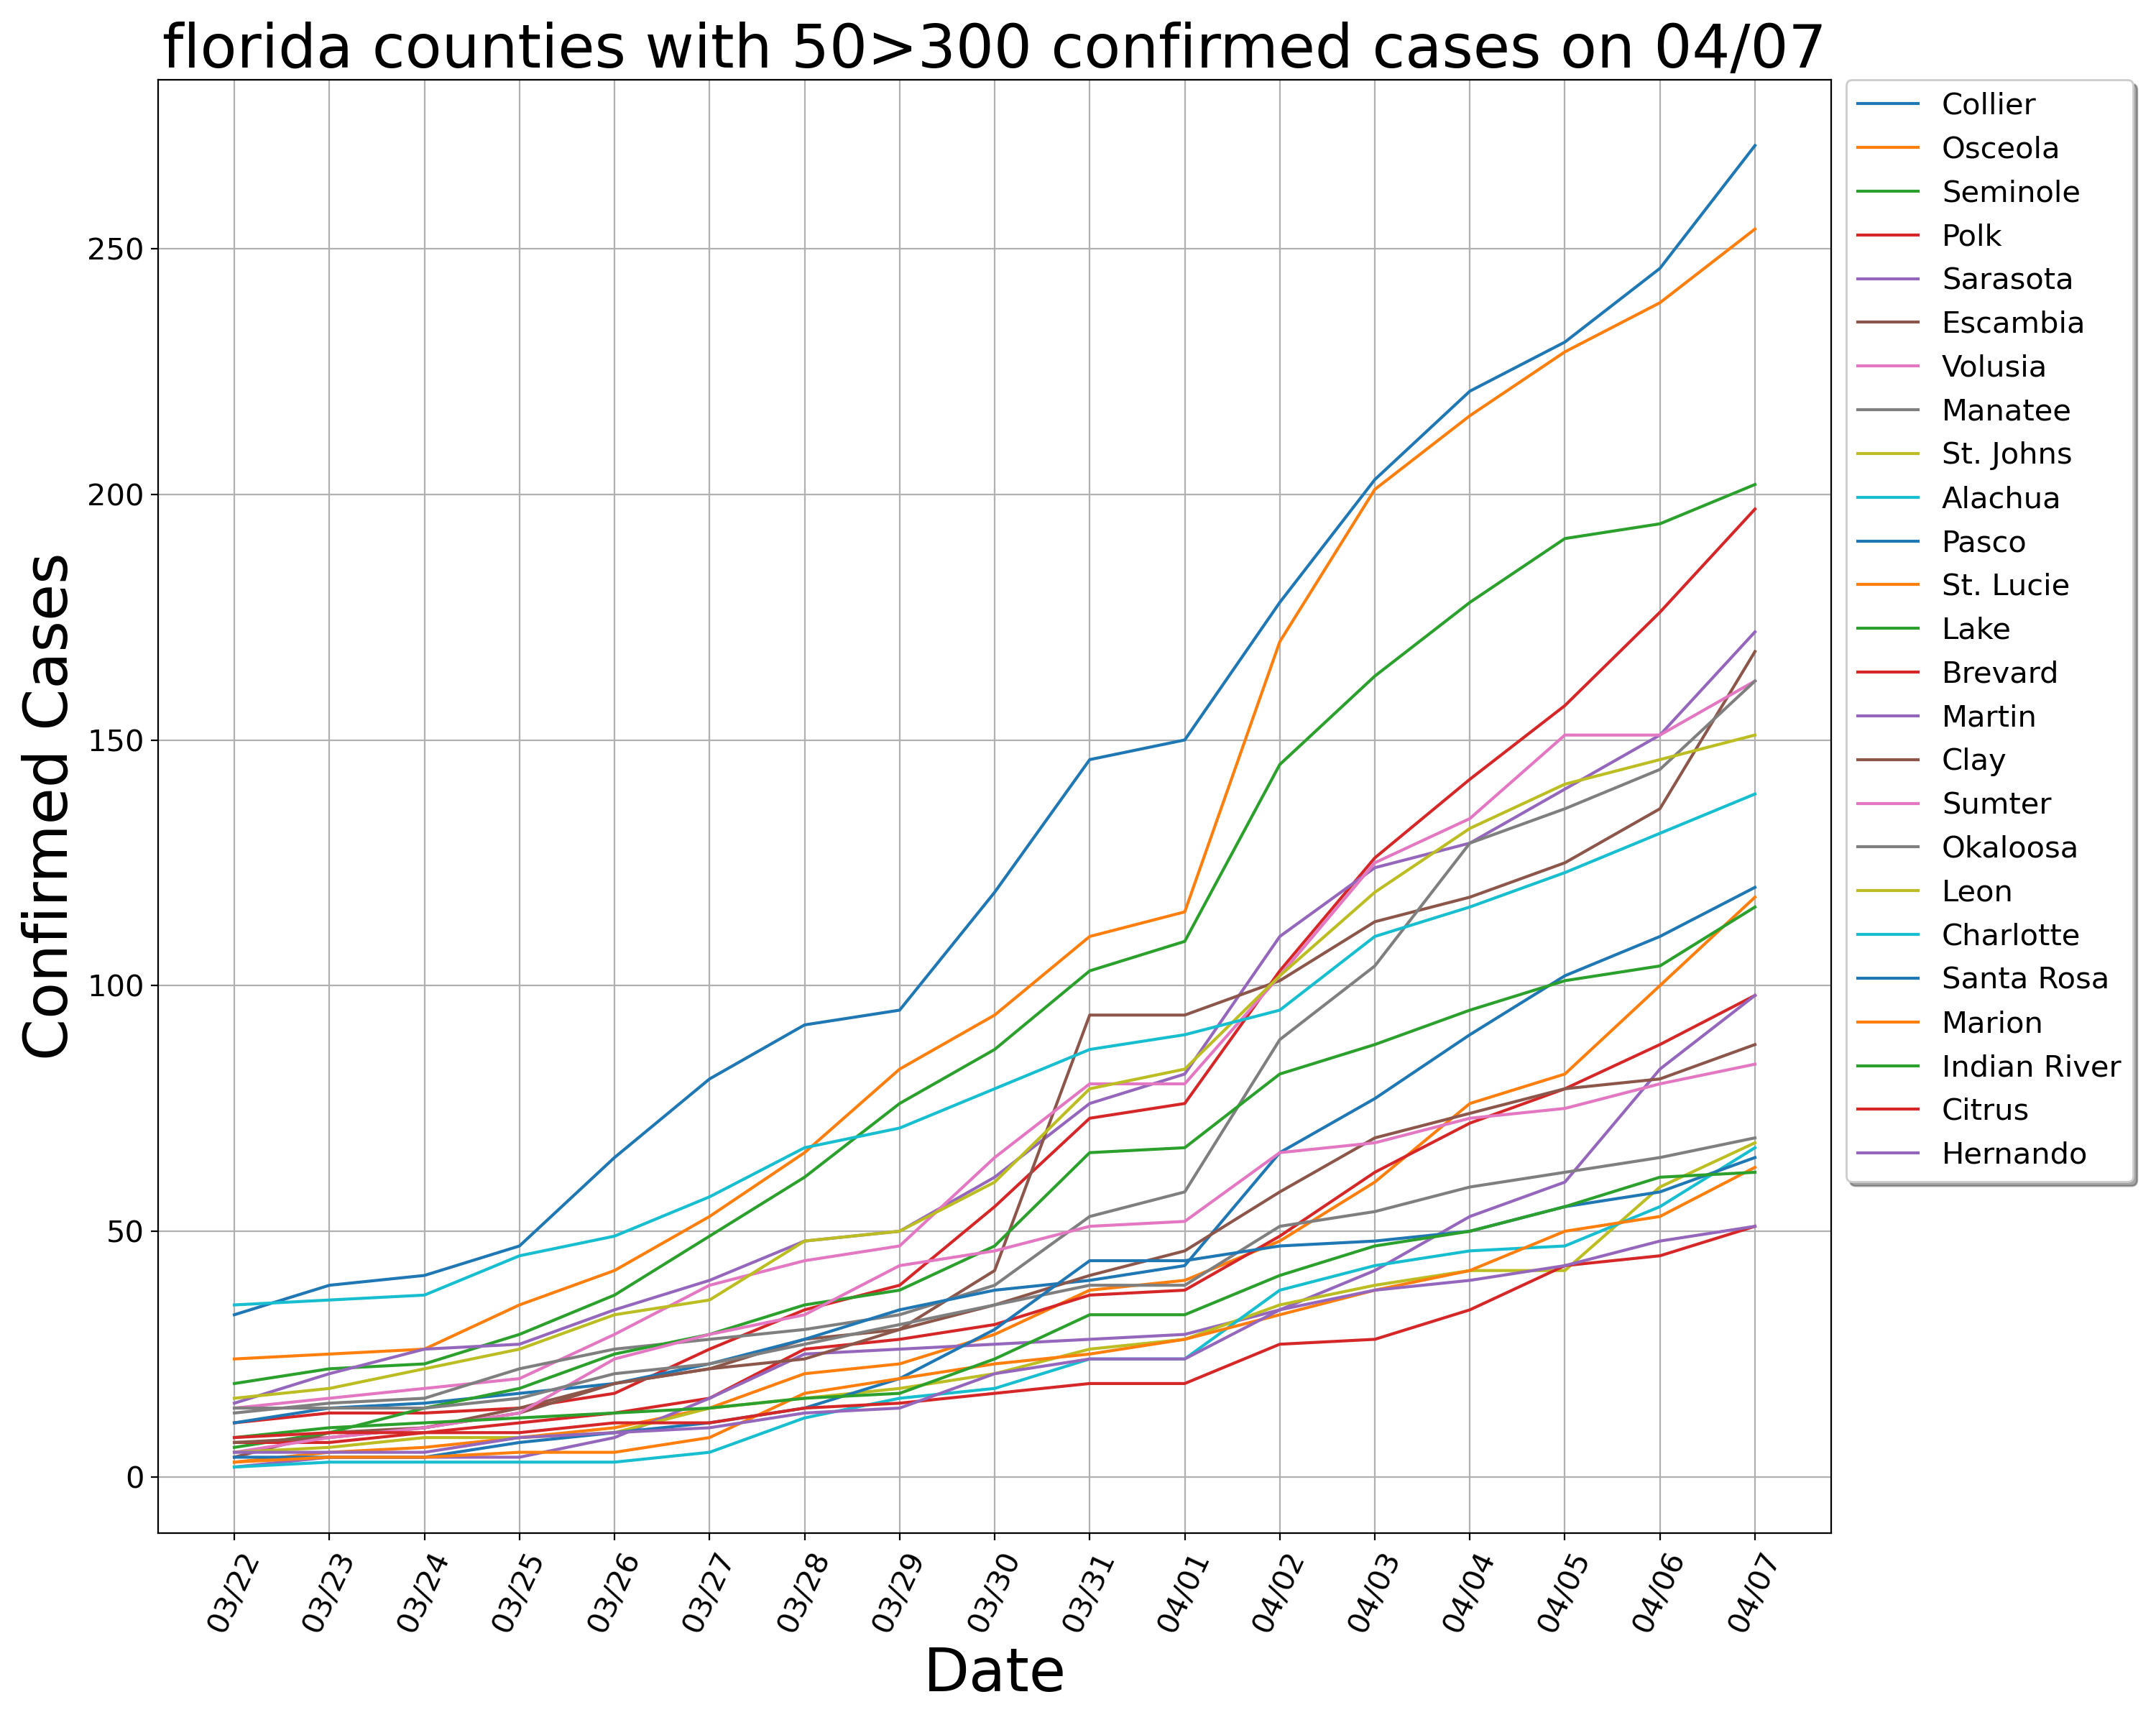 florida counties with 50>300 confirmed cases on 04/07
Confirmed Cases
250
200
150
100
50
0
03/22
03/23
03/24
03/25
03/26
03/27
03/28
03/29
03/30
03/31
04/01
04/02
04/03
04/04
04/05
04/06
04/07
Date
Collier
Osceola
Seminole
Polk
Sarasota
Escambia
Volusia
Manatee
St. Johns
Alachua
Pasco
St. Lucie
Lake
Brevard
Martin
Clay
Sumter
Okaloosa
Leon
Charlotte
Santa Rosa
Marion
Indian River
Citrus
Hernando